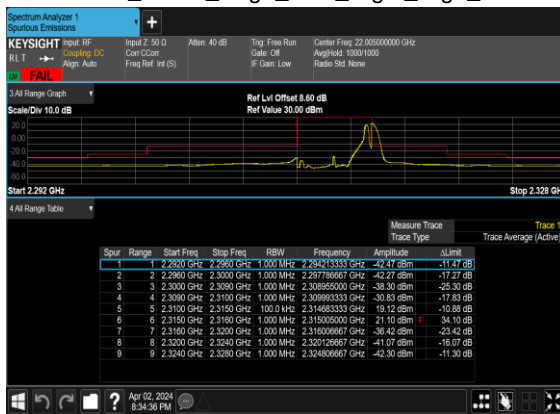 Spectrum Analyzer 1
Spurious Emissions
KEYSIGHT Input: RF Input Z: 50 Ω Atten: 40 dB Trig: Free Run Center Freq: 22.005000000 GHz
RLT Coupling: DC Corr CCorr Gate: Off Avg|Hold: 1000/1000
Align: Auto Freq Ref: Int (S) IF Gain: Low Radio Std: None
FAIL
3 All Range Graph Ref Lvl Offset 8.60 dB
Scale/Div 10.0 dB Ref Value 30.00 dBm
20.0
0.00
-20.0
-40.0
-60.0
Start 2.292 GHz Stop 2.328 GH
4 All Range Table
Measure Trace Trace 1
Trace Type Trace Average (Active)
Spur Range Start Freq Stop Freq RBW Frequency Amplitude ΔLimit
1 1 2.2920 GHz 2.2960 GHz 1.000 MHz 2.294213333 GHz -42.47 dBm -11.47 dB
2 2 2.2960 GHz 2.3000 GHz 1.000 MHz 2.297786667 GHz -42.27 dBm -17.27 dB
3 3 2.3000 GHz 2.3090 GHz 1.000 MHz 2.308955000 GHz -38.30 dBm -25.30 dB
4 4 2.3090 GHz 2.3100 GHz 1.000 MHz 2.309993333 GHz -30.83 dBm -17.83 dB
5 5 2.3100 GHz 2.3150 GHz 100.0 kHz 2.314683333 GHz 19.12 dBm -10.88 dB
6 6 2.3150 GHz 2.3160 GHz 1.000 MHz 2.315005000 GHz 21.10 dBm F 34.10 dB
7 7 2.3160 GHz 2.3200 GHz 1.000 MHz 2.316006667 GHz -36.42 dBm -23.42 dB
8 8 2.3200 GHz 2.3240 GHz 1.000 MHz 2.320126667 GHz -41.07 dBm -16.07 dB
9 9 2.3240 GHz 2.3280 GHz 1.000 MHz 2.324806667 GHz -42.30 dBm -11.30 dB
Apr 02, 2024
8:34:36 PM